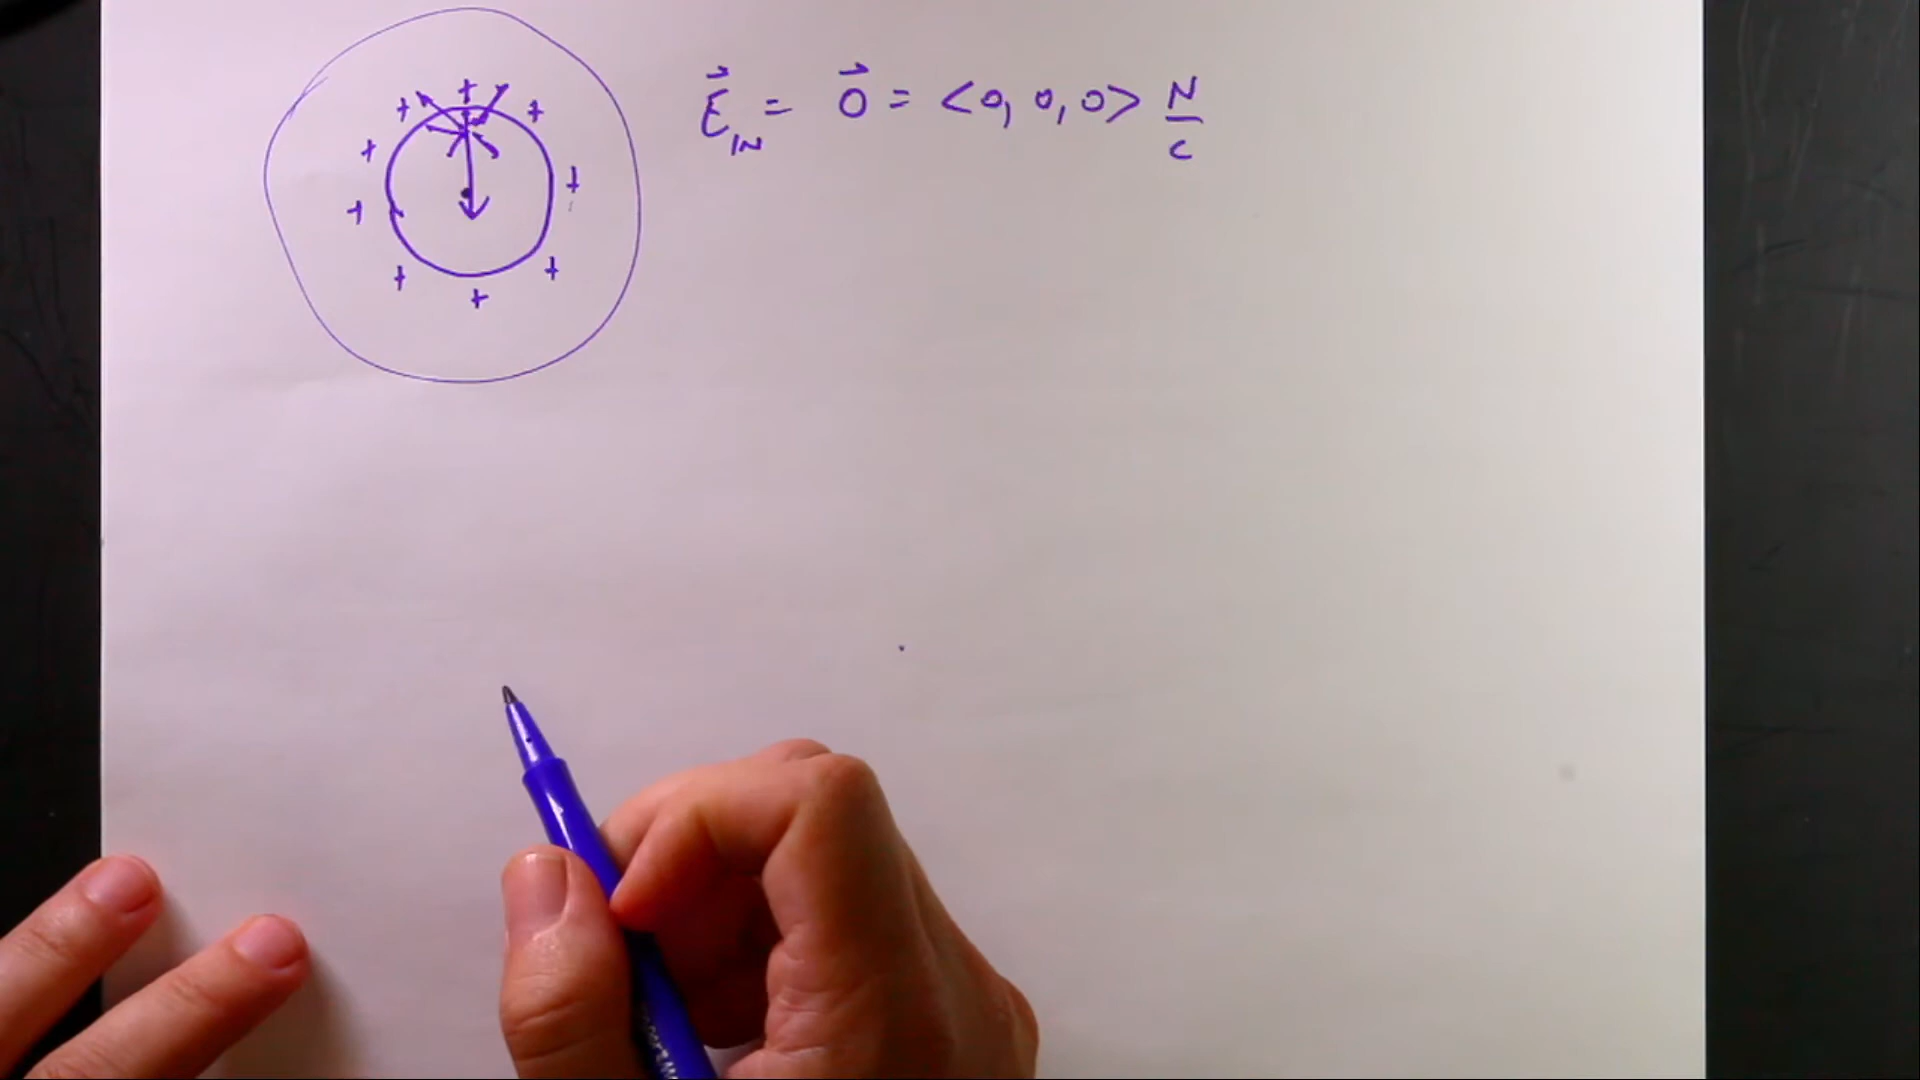 + + + + + + + + + +
E⃗_IN = 0⃗ = <0, 0, 0> N/C